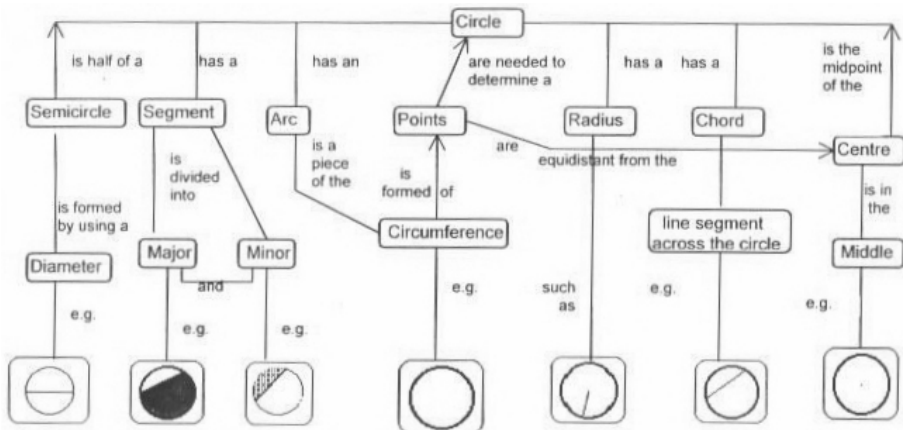 Circle
is half of a
has a
has an
are needed to
determine a
has a
has a
is the
midpoint
of the
Semicircle
Segment
Arc
Points
Radius
Chord
Centre
are
equidistant from the
is
divided
into
is a
piece
of the
is
formed of
is in
the
is formed
by using a
Circumference
line segment
across the circle
Diameter
Major
and
Minor
Middle
e.g.
e.g.
e.g.
e.g.
such
as
e.g.
e.g.